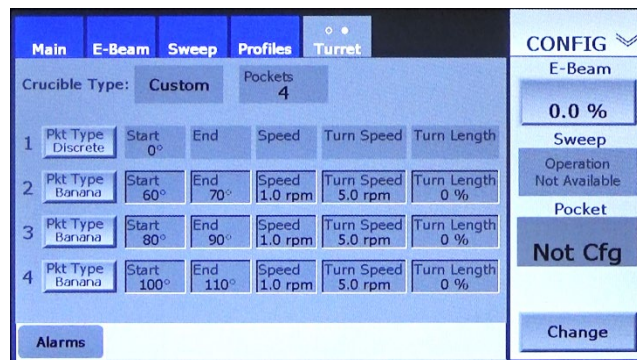 Main E-Beam Sweep Profiles Turret
CONFIG
Crucible Type: Custom Pockets 4
E-Beam
0.0 %
Sweep
Operation
Not Available
Pocket
Not Cfg
Change
1 Pkt Type Discrete Start 0° End Speed Turn Speed Turn Length
2 Pkt Type Banana Start 60° End 70° Speed 1.0 rpm Turn Speed 5.0 rpm Turn Length 0 %
3 Pkt Type Banana Start 80° End 90° Speed 1.0 rpm Turn Speed 5.0 rpm Turn Length 0 %
4 Pkt Type Banana Start 100° End 110° Speed 1.0 rpm Turn Speed 5.0 rpm Turn Length 0 %
Alarms